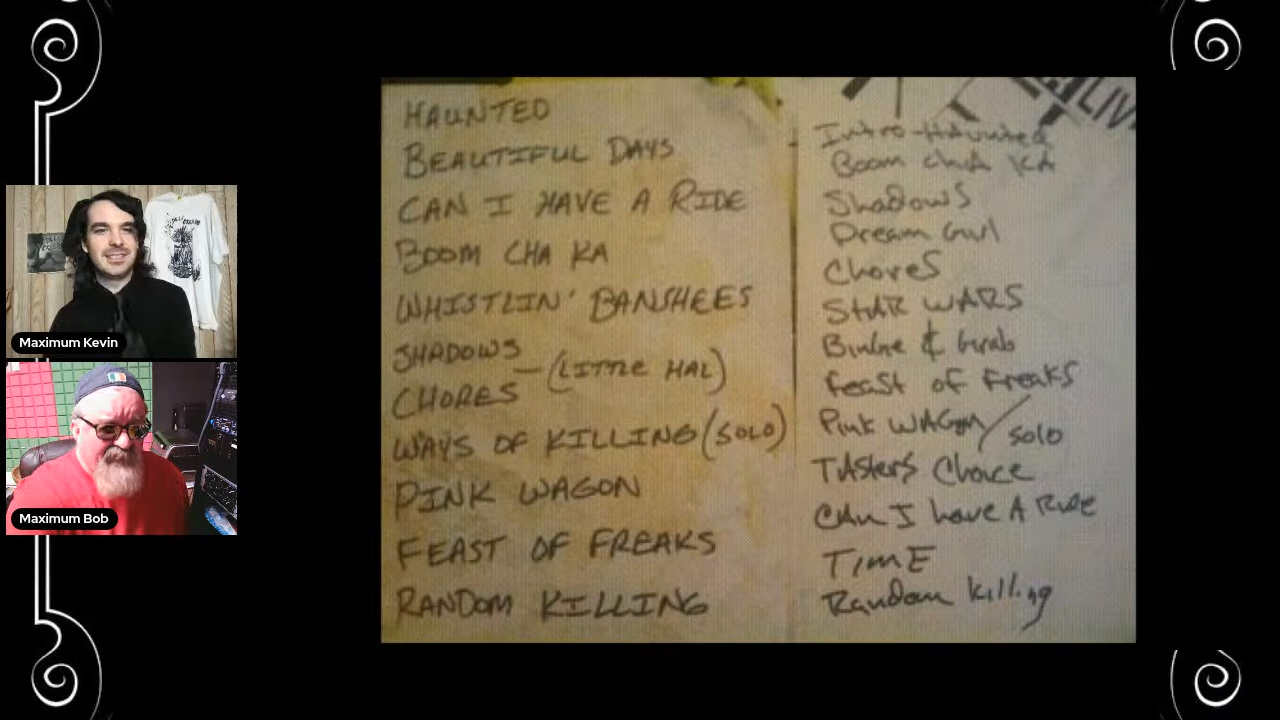 HAUNTED
BEAUTIFUL DAYS
CAN I HAVE A RIDE
BOOM CHA KA
WHISTLIN' BANSHEES
SHADOWS
—(LITTLE HAL)
CHORES
WAYS OF KILLING (SOLO)
PINK WAGON
FEAST OF FREAKS
RANDOM KILLING
LIV
Intro-Haunted
Boom chA KA
Shadows
Dream Girl
Chores
STAR WARS
& Grab
Feast of Freaks
Pink WAGon/solo
TAsters Choice
CAn I have A Ride
TimE
Random killing
Maximum Kevin
Maximum Bob